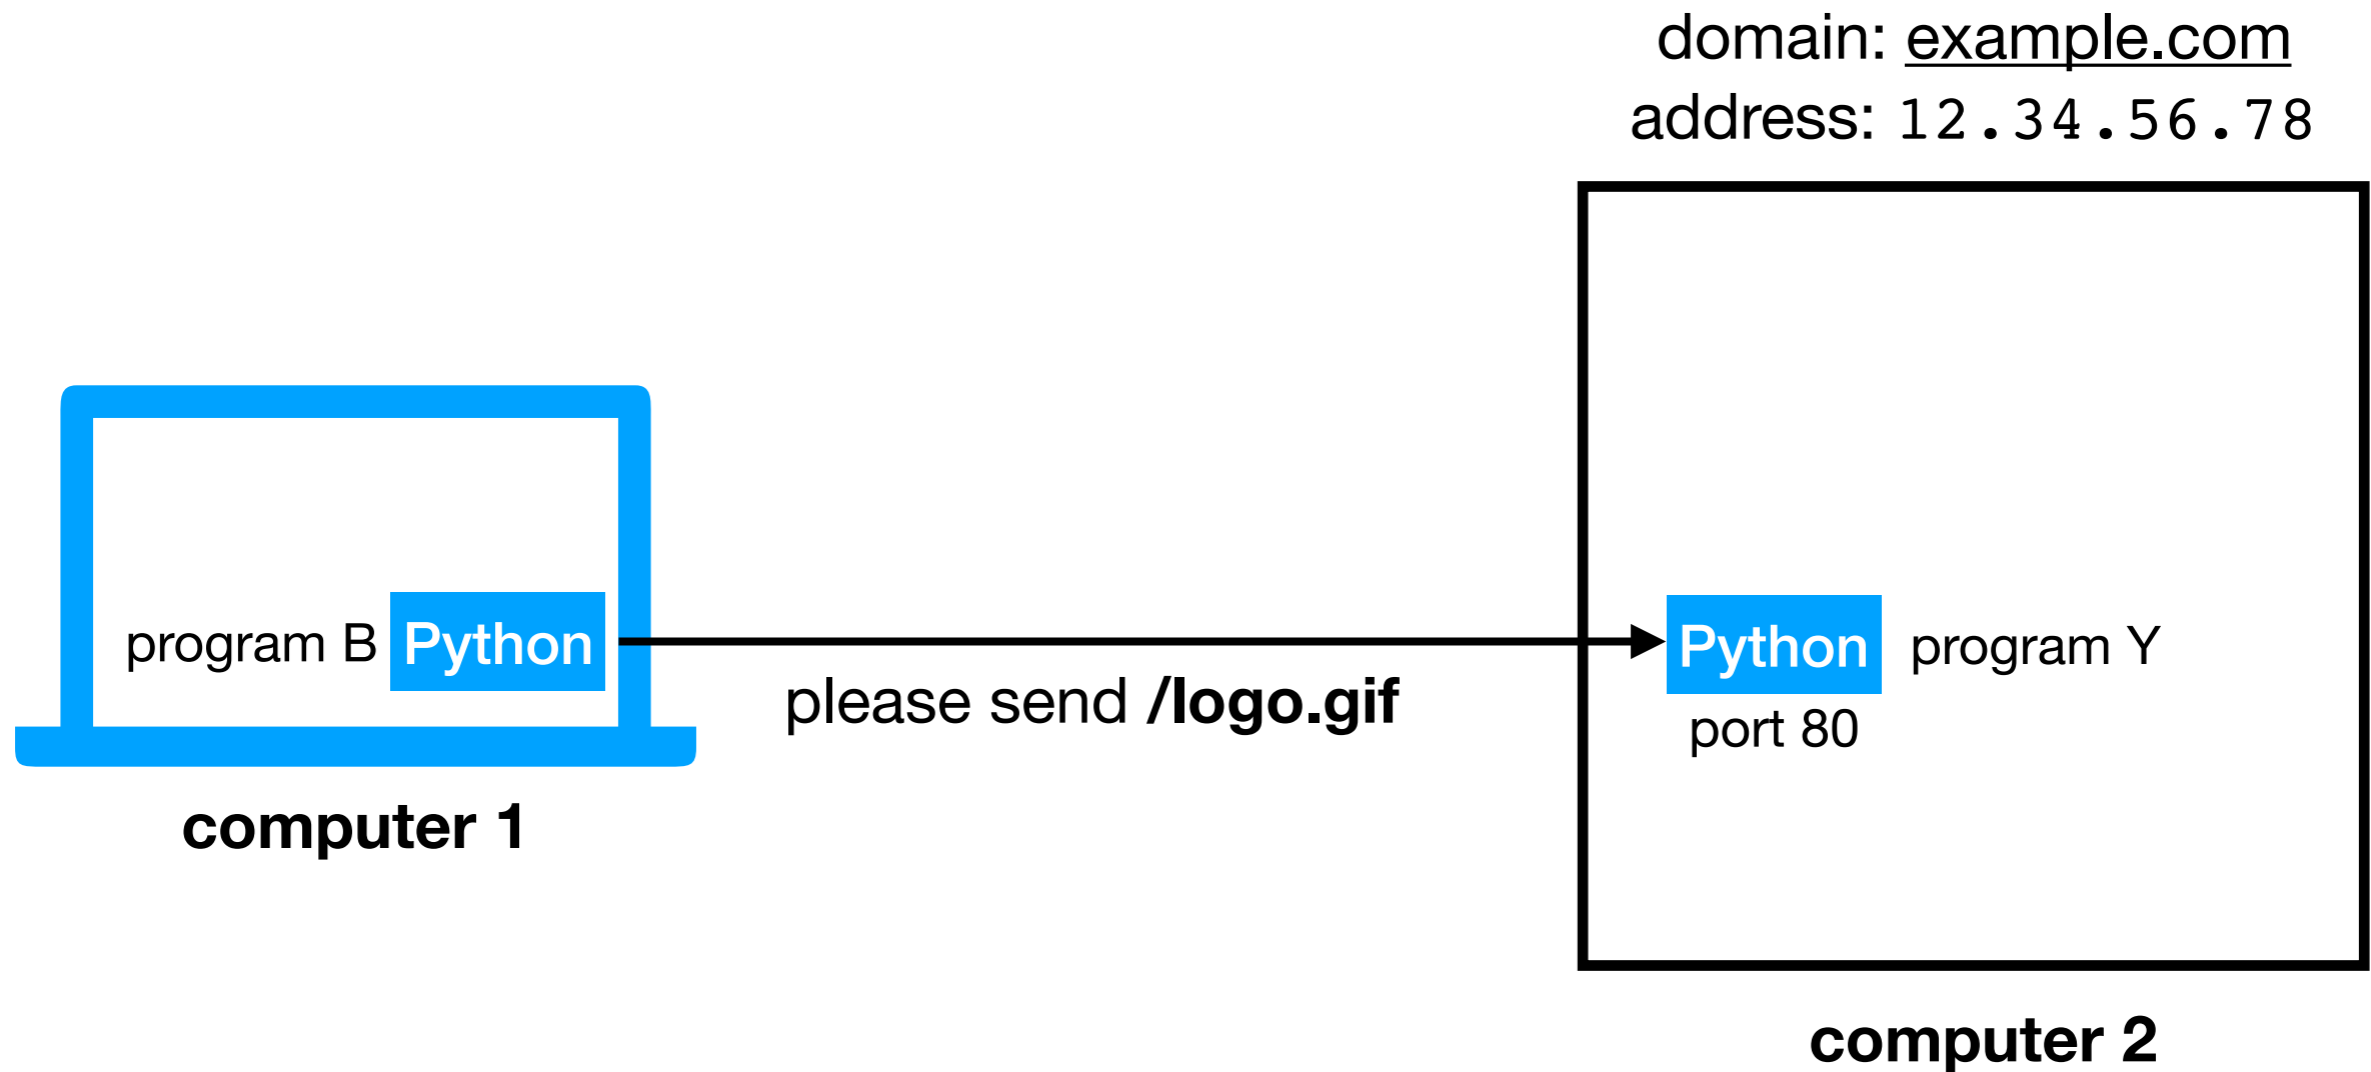 domain: example.com
address: 12.34.56.78
program B Python
please send /logo.gif
Python program Y
port 80
computer 1
computer 2